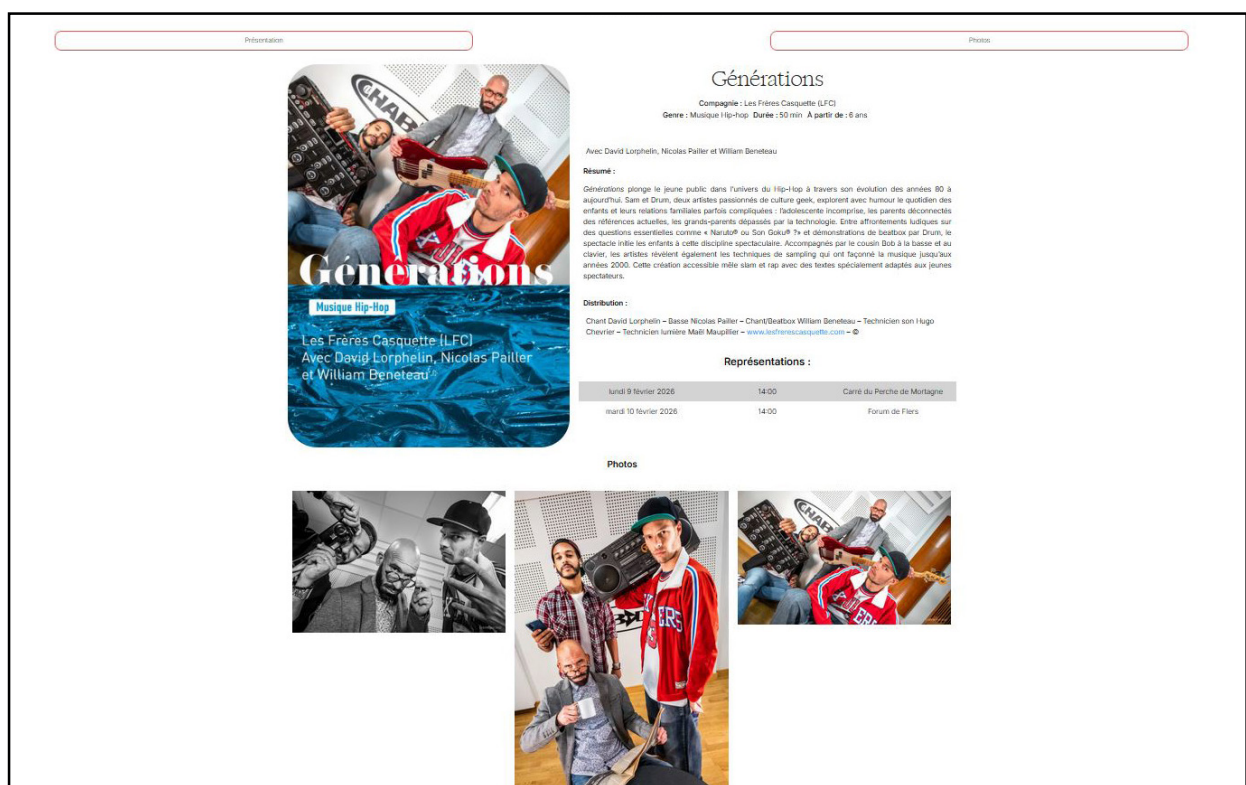 Présentation
Photos
CHAB
Générations
Musique Hip-Hop
Les Frères Casquette (LFC)
Avec David Lorphelin, Nicolas Pailler
et William Beneteau
Générations
Compagnie : Les Frères Casquette (LFC)
Genre : Musique Hip-hop Durée : 50 min À partir de : 6 ans
Avec David Lorphelin, Nicolas Pailler et William Beneteau
Résumé :
Générations plonge le jeune public dans l'univers du Hip-Hop à travers son évolution des années 80 à
aujourd'hui. Sam et Drum, deux artistes passionnés de culture geek, explorent avec humour le quotidien des
enfants et leurs relations familiales parfois compliquées : l'adolescente incomprise, les parents déconnectés
des références actuelles, les grands-parents dépassés par la technologie. Entre affrontements ludiques sur
des questions essentielles comme « Naruto® ou Son Goku® ?» et démonstrations de beatbox par Drum, le
spectacle initie les enfants à cette discipline spectaculaire. Accompagnés par le cousin Bob à la basse et au
clavier, les artistes révèlent également les techniques de sampling qui ont façonné la musique jusqu'aux
années 2000. Cette création accessible mêle slam et rap avec des textes spécialement adaptés aux jeunes
spectateurs.
Distribution :
Chant David Lorphelin – Basse Nicolas Pailler – Chant/Beatbox William Beneteau – Technicien son Hugo
Chevrier – Technicien lumière Maël Maupillier – www.lesfrerescasquette.com – ©
Représentations :
lundi 9 février 2026 14:00 Carré du Perche de Mortagne
mardi 10 février 2026 14:00 Forum de Flers
Photos
ERS
CHAB
ERS